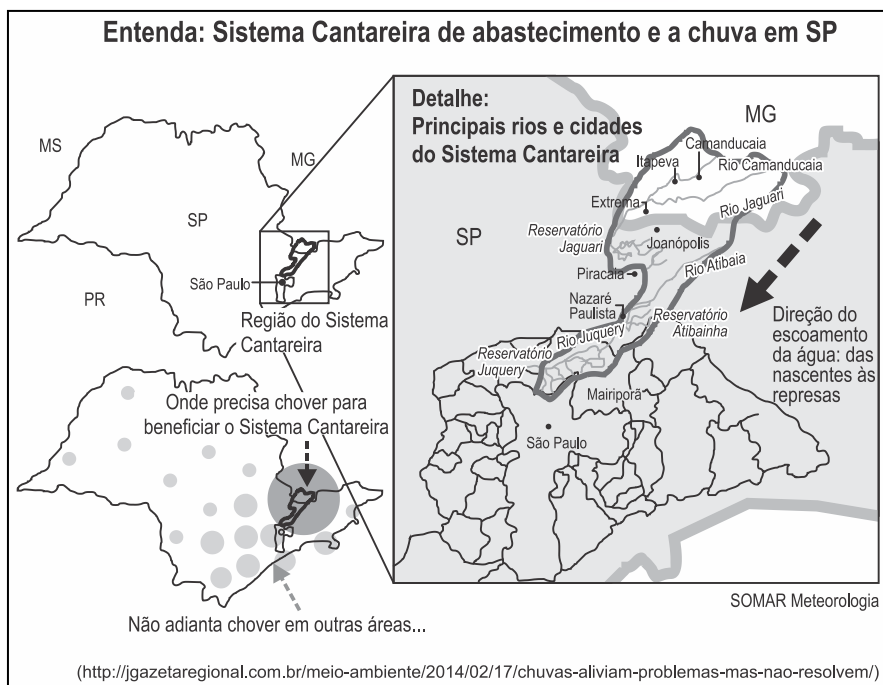 Entenda: Sistema Cantareira de abastecimento e a chuva em SP
MS
MG
SP
São Paulo
PR
Região do Sistema
Cantareira
Onde precisa chover para
beneficiar o Sistema Cantareira
Não adianta chover em outras áreas...
Detalhe:
Principais rios e cidades
do Sistema Cantareira
MG
Camanducaia
Itapeva
Rio Camanducaia
Extrema
Rio Jaguari
SP
Reservatório
Jaguari
Joanópolis
Rio Atibaia
Piracaia
Nazaré
Paulista
Reservatório
Atibainha
Rio Juquery
Reservatório
Juquery
Mairiporã
São Paulo
Direção do
escoamento
da água: das
nascentes às
represas
SOMAR Meteorologia
(http://jgazetaregional.com.br/meio-ambiente/2014/02/17/chuvas-aliviam-problemas-mas-nao-resolvem/)